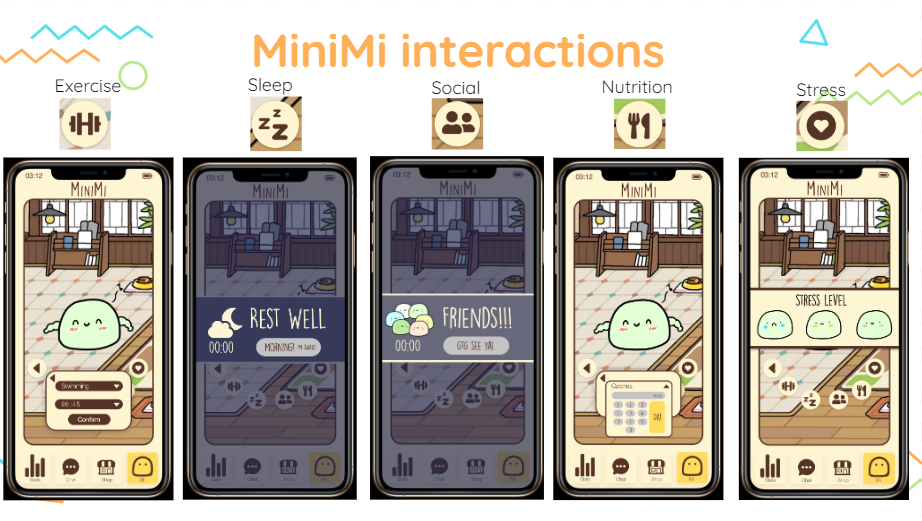 MiniMi interactions
Exercise
Sleep
Social
Nutrition
Stress
03:12
MINIMI
Swimming
00:45
Confirm
Stats
Chat
Shop
Mi
03:12
MINIMI
REST WELL
00:00
MORNING! I'M AWAKE
Stats
Chat
Shop
Mi
03:12
MINIMI
FRIENDS!!!
00:00
GTG SEE YA!
Stats
Chat
Shop
Mi
03:12
MINIMI
Calories
Stats
Chat
Shop
Mi
03:12
MINIMI
STRESS LEVEL
Stats
Chat
Shop
Mi